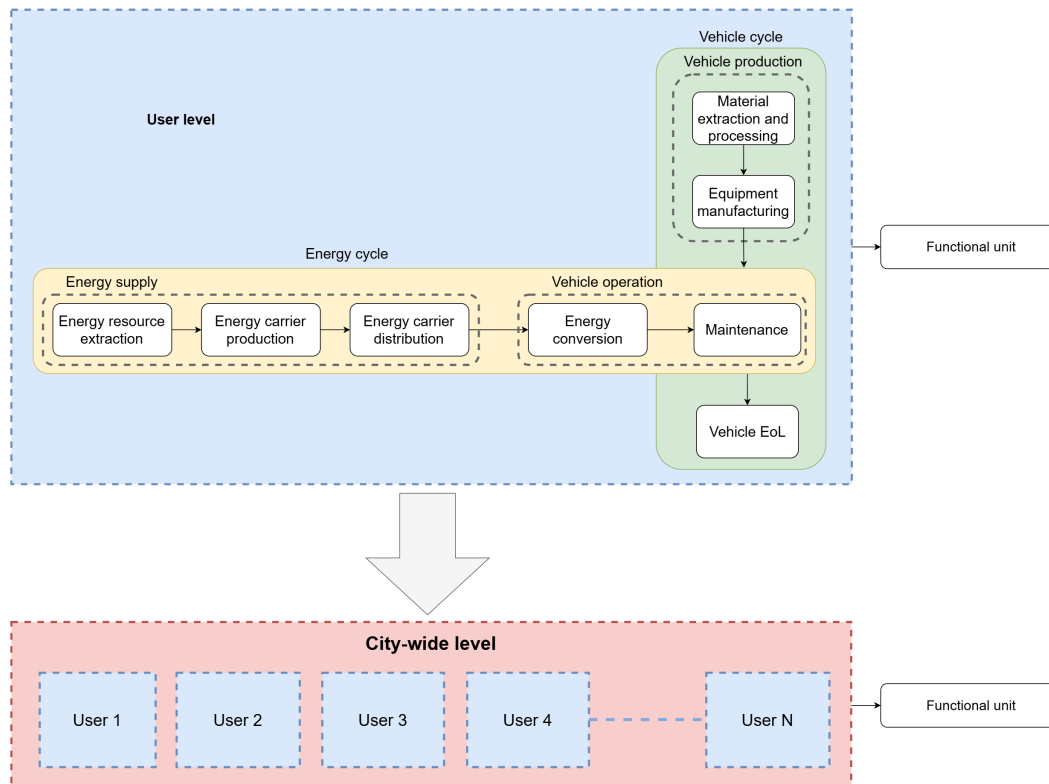 Vehicle cycle
Vehicle production
Material
extraction and
processing
User level
Equipment
manufacturing
Functional unit
Energy cycle
Energy supply
Vehicle operation
Energy resource
extraction
Energy carrier
production
Energy carrier
distribution
Energy
conversion
Maintenance
Vehicle EoL
City-wide level
User 1
User 2
User 3
User 4
User N
Functional unit